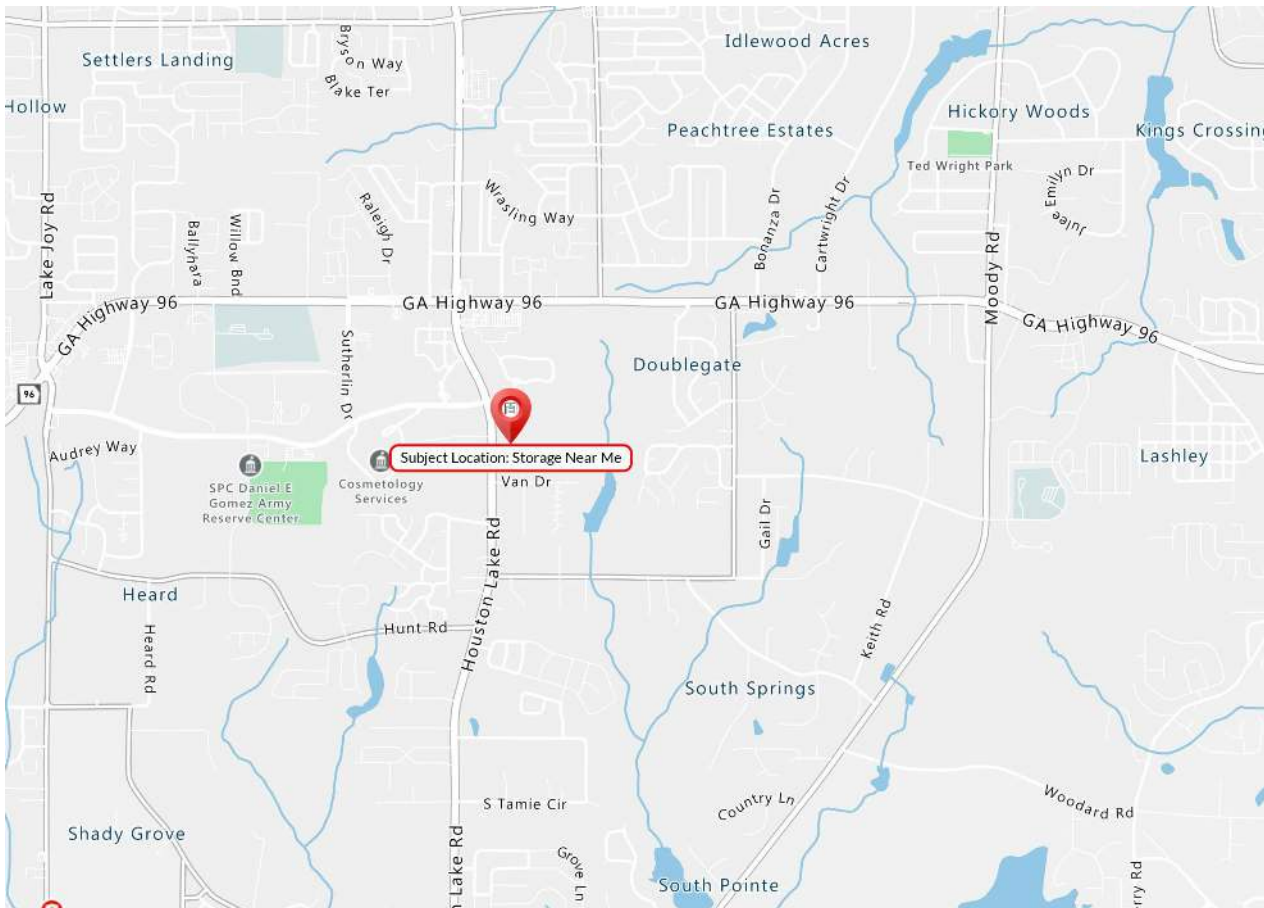 Settlers Landing
Bryson Way
Blake Ter
Idlewood Acres
Hollow
Hickory Woods
Peachtree Estates
Kings Crossing
Ted Wright Park
Julee Emilyn Dr
Lake Joy Rd
Ballyhara
Willow Bnd
Raleigh Dr
Wrasling Way
Bonanza Dr
Cartwright Dr
Moody Rd
GA Highway 96
GA Highway 96
GA Highway 96
GA Highway 96
Sutherlin Dr
Doublegate
96
Audrey Way
Subject Location: Storage Near Me
Lashley
SPC Daniel E
Gomez Army
Reserve Center
Cosmetology
Services
Van Dr
Gail Dr
Houston Lake Rd
Heard
Heard Rd
Hunt Rd
Keith Rd
South Springs
S Tamie Cir
Country Ln
Woodard Rd
Shady Grove
n Lake Rd
Grove Ln
South Pointe
erry Rd